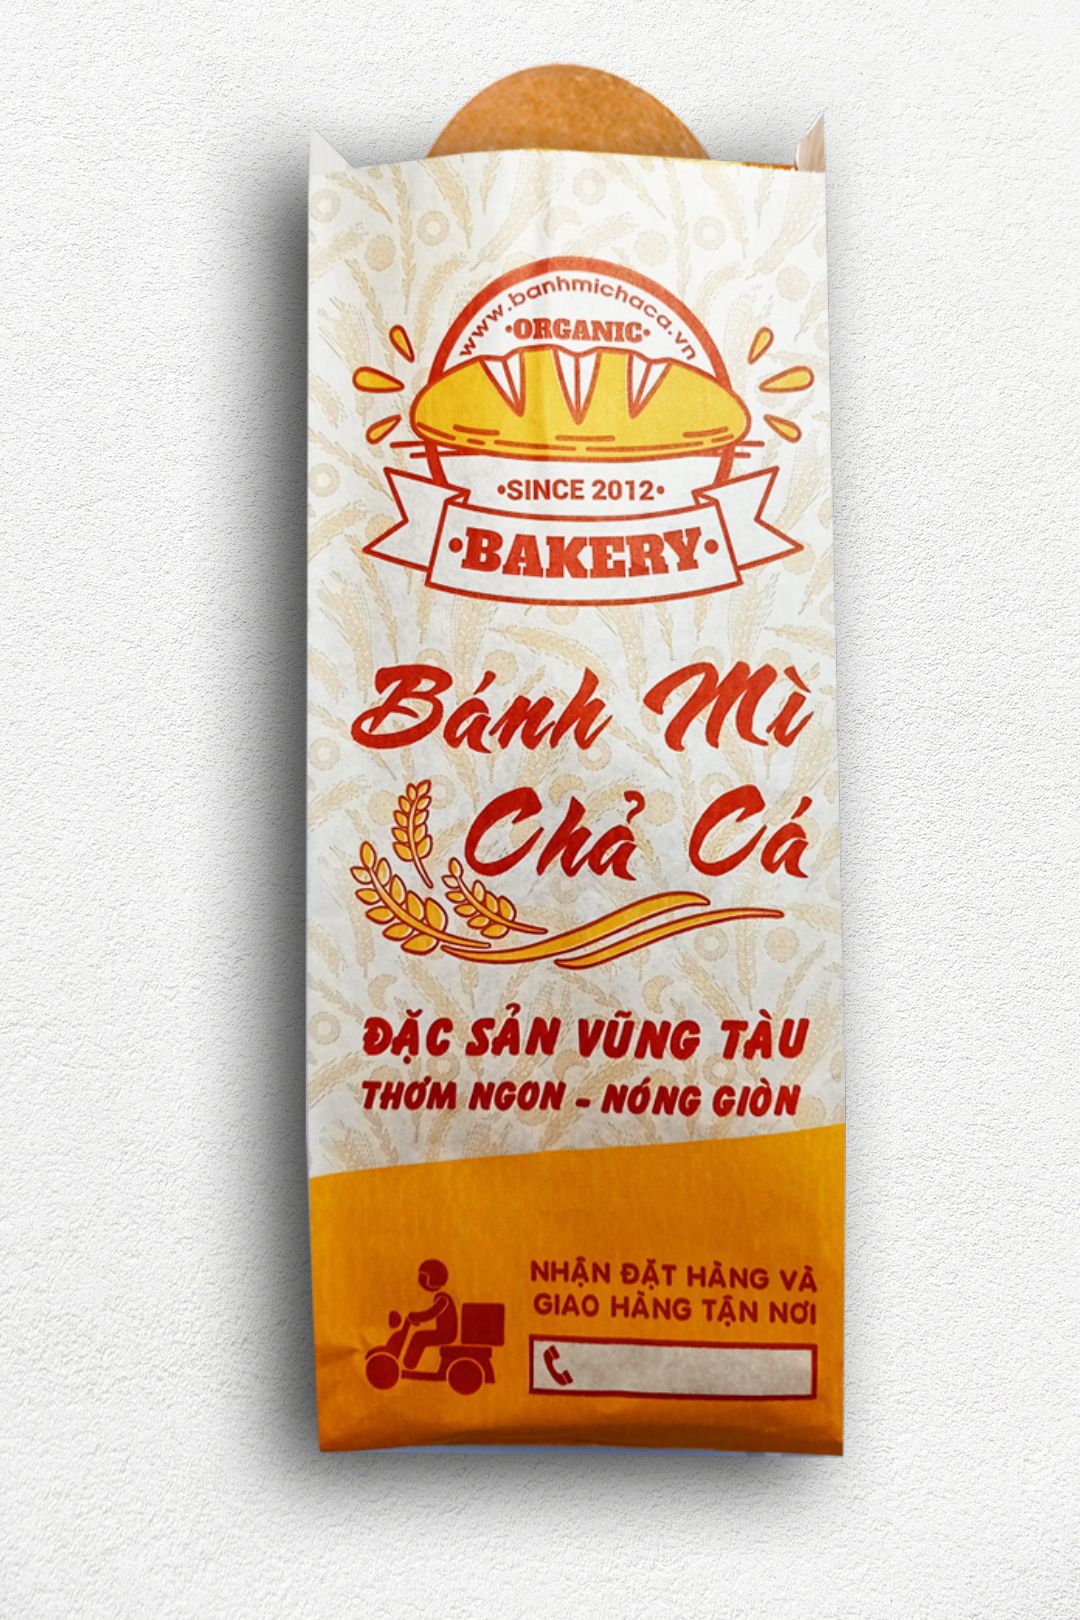 www.banhmichaca.vn
•ORGANIC•
•SINCE 2012•
•BAKERY•
Bánh Mì
Chả Cá
ĐẶC SẢN VŨNG TÀU
THƠM NGON - NÓNG GIÒN
NHẬN ĐẶT HÀNG VÀ
GIAO HÀNG TẬN NƠI